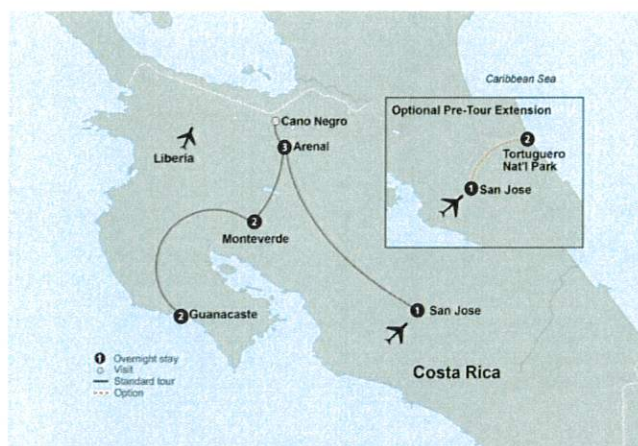 Caribbean Sea
Optional Pre-Tour Extension
2
Tortuguero
Nat'l Park
1 San Jose
Cano Negro
3 Arenal
Liberia
2
Monteverde
2 Guanacaste
1 San Jose
Costa Rica
1 Overnight stay
Visit
Standard tour
Option